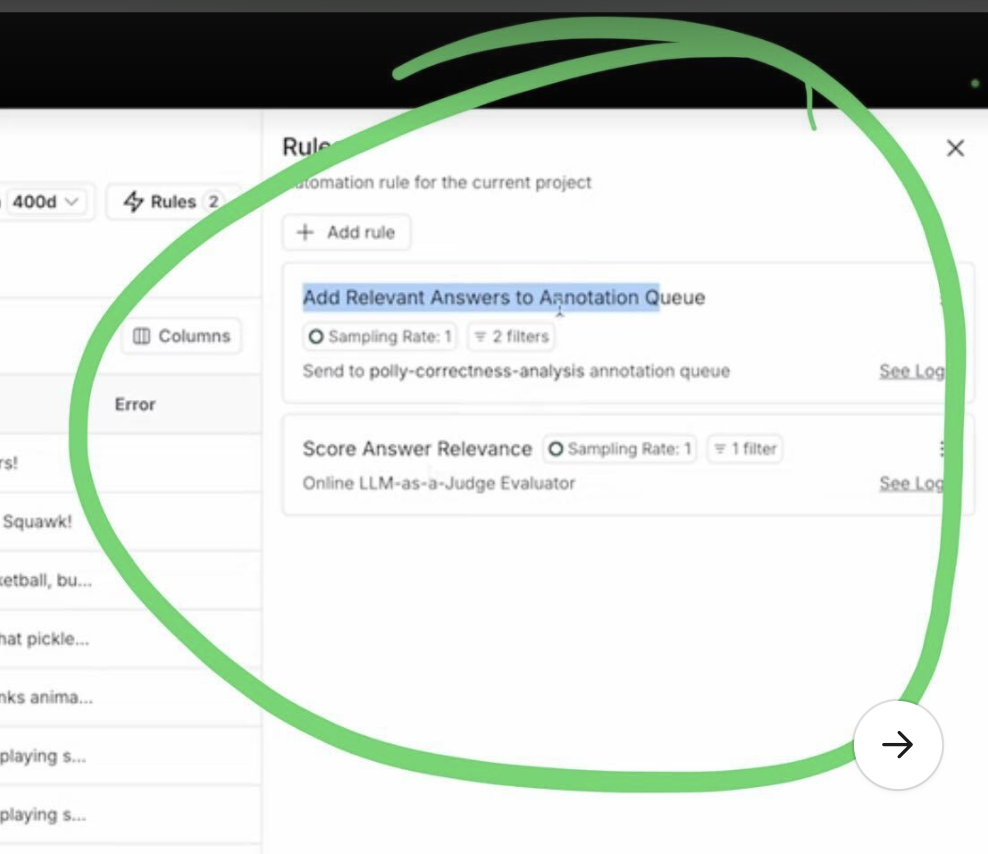 Rule
automation rule for the current project
400d
Rules 2
+ Add rule
Add Relevant Answers to Annotation Queue
Sampling Rate: 1 2 filters
Columns
Send to polly-correctness-analysis annotation queue See Log
Error
Score Answer Relevance Sampling Rate: 1 1 filter
rs!
Online LLM-as-a-Judge Evaluator See Log
Squawk!
ketball, bu...
hat pickle...
nks anima...
playing s...
playing s...